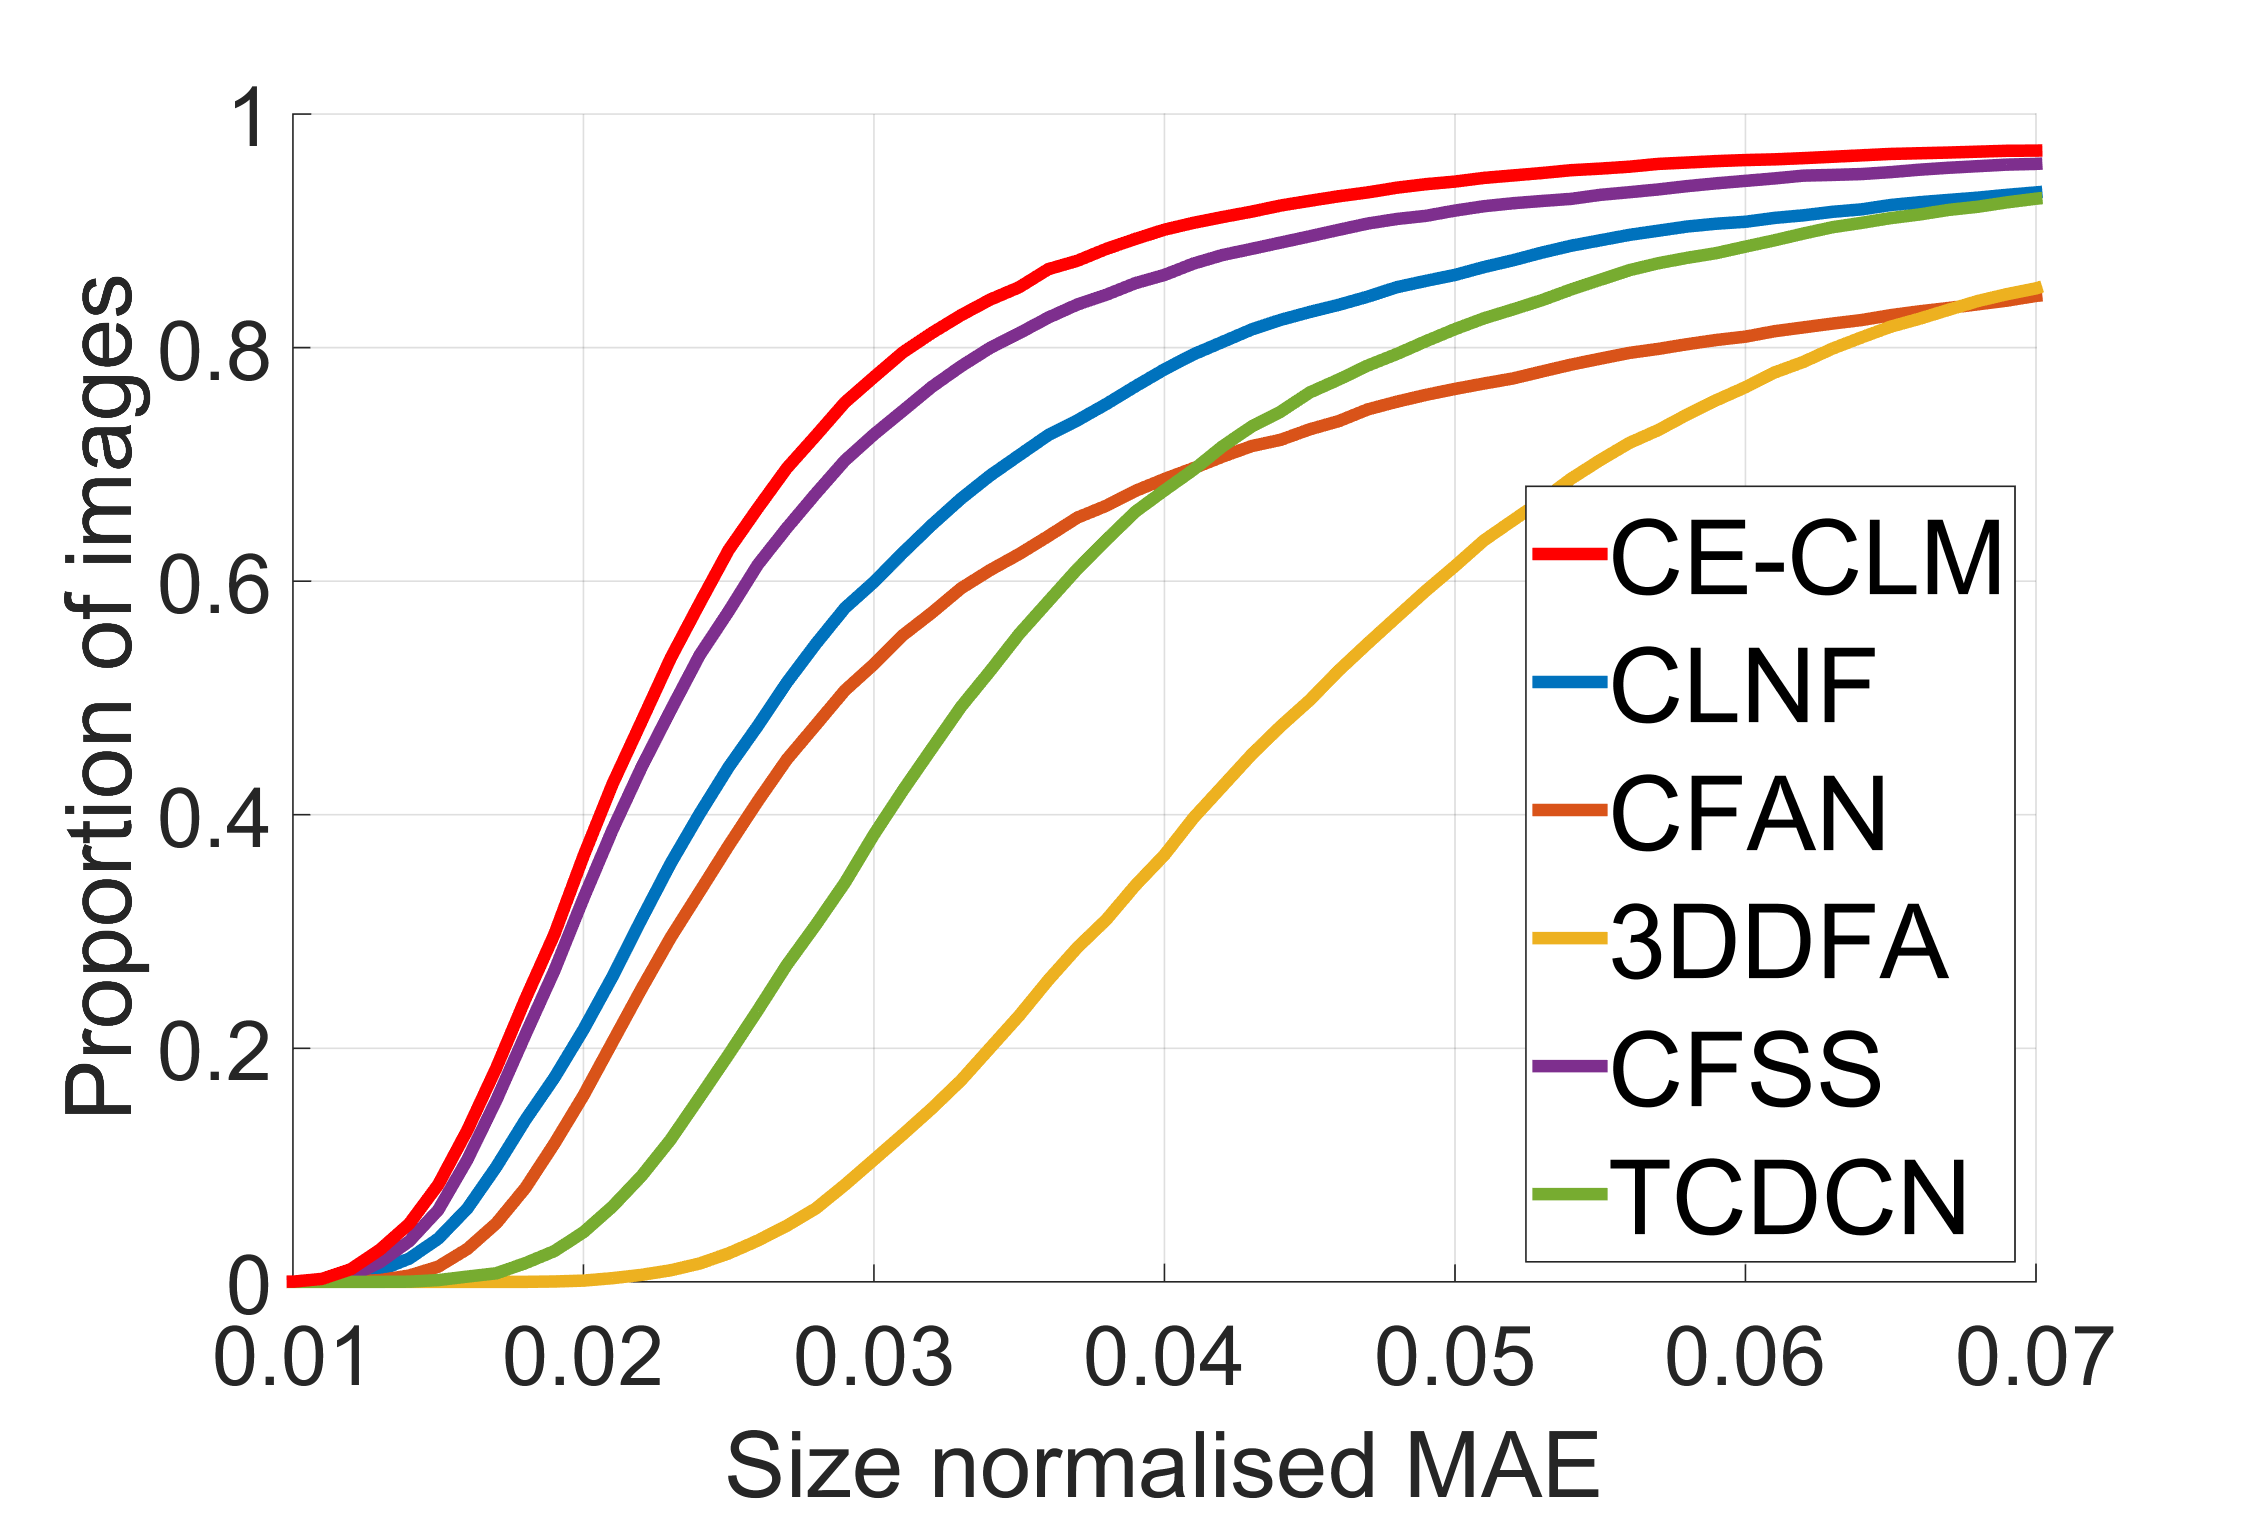 Proportion of images
1
0.8
0.6
0.4
0.2
0
0.01 0.02 0.03 0.04 0.05 0.06 0.07
Size normalised MAE
CE-CLM
CLNF
CFAN
3DDFA
CFSS
TCDCN